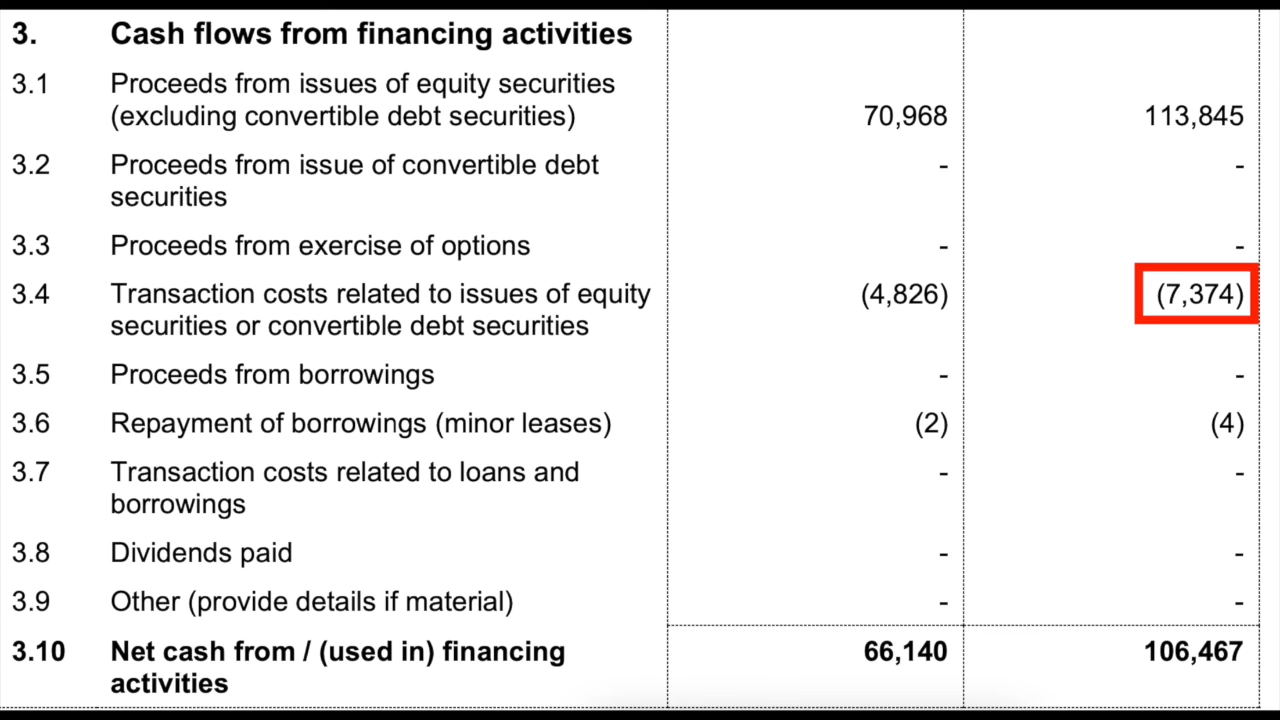 3. Cash flows from financing activities
3.1 Proceeds from issues of equity securities
(excluding convertible debt securities) 70,968 113,845
3.2 Proceeds from issue of convertible debt - -
securities
3.3 Proceeds from exercise of options - -
3.4 Transaction costs related to issues of equity (4,826) (7,374)
securities or convertible debt securities
3.5 Proceeds from borrowings - -
3.6 Repayment of borrowings (minor leases) (2) (4)
3.7 Transaction costs related to loans and - -
borrowings
3.8 Dividends paid - -
3.9 Other (provide details if material) - -
3.10 Net cash from / (used in) financing 66,140 106,467
activities